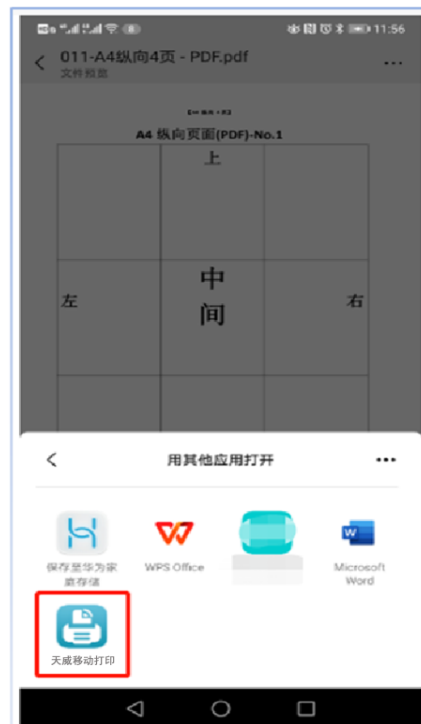 11:56
011-A4纵向4页 - PDF.pdf
文件预览
A4 纵向页面(PDF)-No.1
上
左
中
间
右
用其他应用打开
保存至华为家
庭存储
WPS Office
Microsoft
Word
天威移动打印